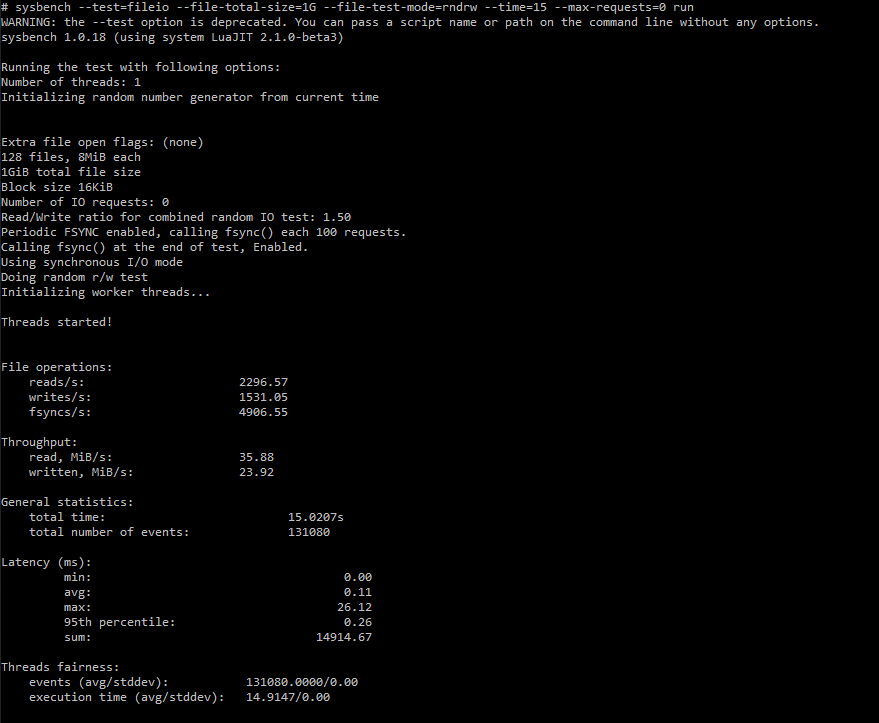 # sysbench --test=fileio --file-total-size=1G --file-test-mode=rndrw --time=15 --max-requests=0 run
WARNING: the --test option is deprecated. You can pass a script name or path on the command line without any options.
sysbench 1.0.18 (using system LuaJIT 2.1.0-beta3)

Running the test with following options:
Number of threads: 1
Initializing random number generator from current time


Extra file open flags: (none)
128 files, 8MiB each
1GiB total file size
Block size 16KiB
Number of IO requests: 0
Read/Write ratio for combined random IO test: 1.50
Periodic FSYNC enabled, calling fsync() each 100 requests.
Calling fsync() at the end of test, Enabled.
Using synchronous I/O mode
Doing random r/w test
Initializing worker threads...

Threads started!


File operations:
    reads/s:                      2296.57
    writes/s:                     1531.05
    fsyncs/s:                     4906.55

Throughput:
    read, MiB/s:                  35.88
    written, MiB/s:               23.92

General statistics:
    total time:                          15.0207s
    total number of events:              131080

Latency (ms):
         min:                                    0.00
         avg:                                    0.11
         max:                                   26.12
         95th percentile:                        0.26
         sum:                                14914.67

Threads fairness:
    events (avg/stddev):           131080.0000/0.00
    execution time (avg/stddev):   14.9147/0.00